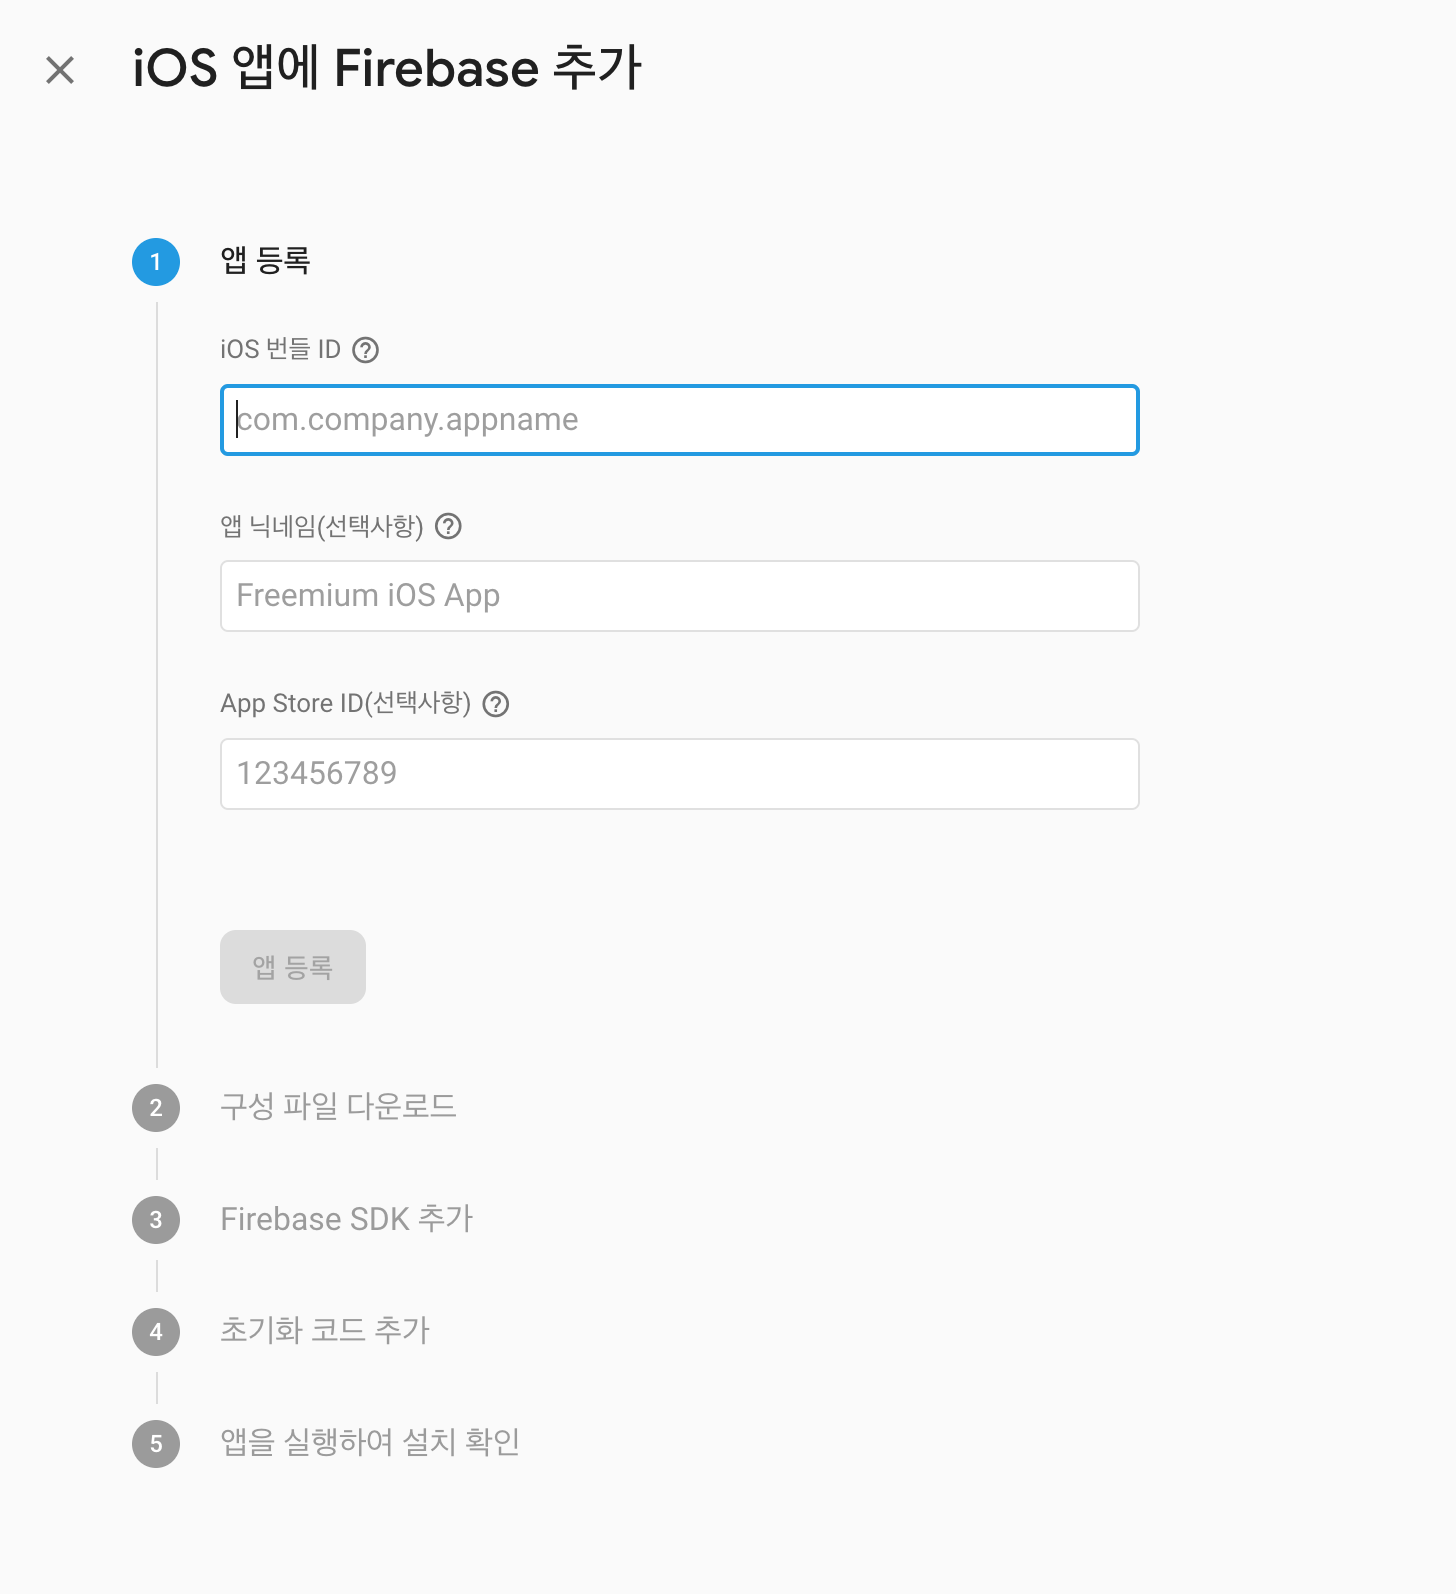 iOS 앱에 Firebase 추가
1 앱 등록
iOS 번들 ID ?
com.company.appname
앱 닉네임(선택사항) ?
Freemium iOS App
App Store ID(선택사항) ?
123456789
앱 등록
2 구성 파일 다운로드
3 Firebase SDK 추가
4 초기화 코드 추가
5 앱을 실행하여 설치 확인